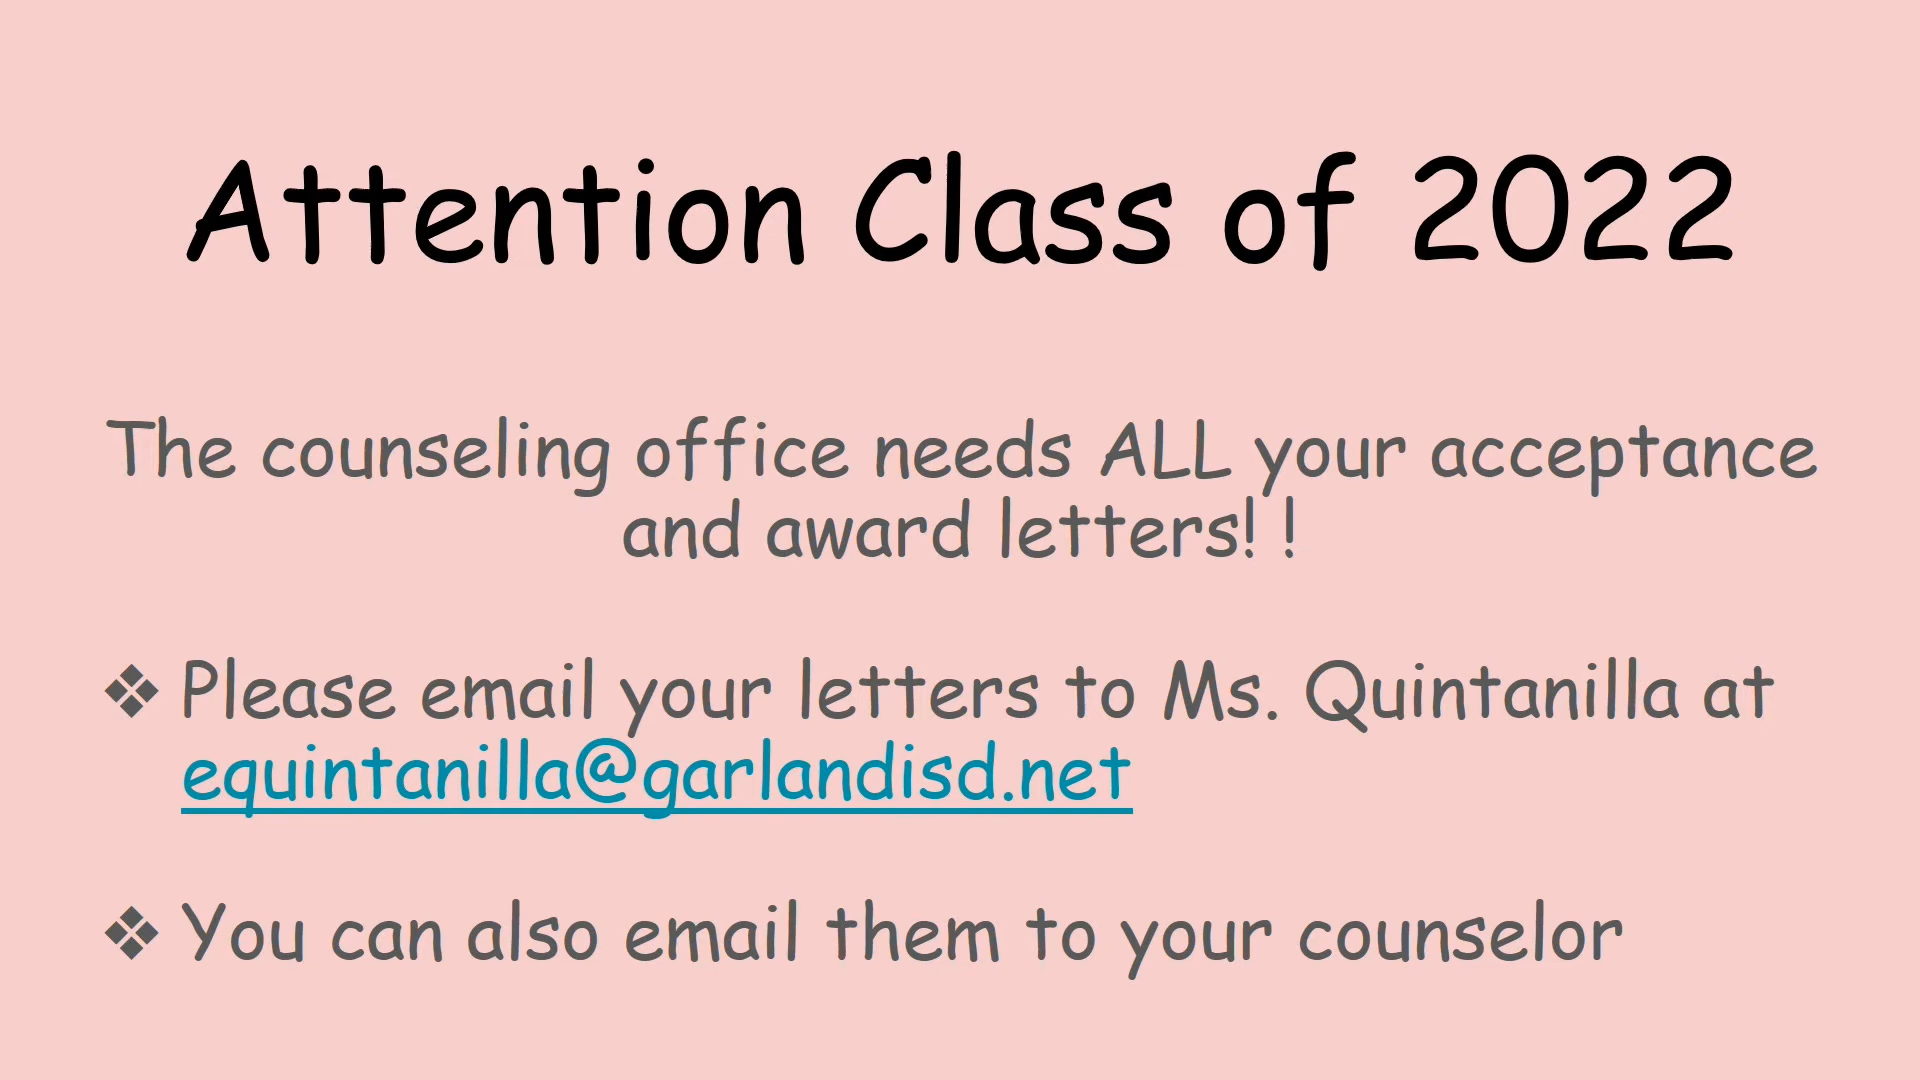 Attention Class of 2022
The counseling office needs ALL your acceptance
and award letters! !
❖ Please email your letters to Ms. Quintanilla at
equintanilla@garlandisd.net
❖ You can also email them to your counselor